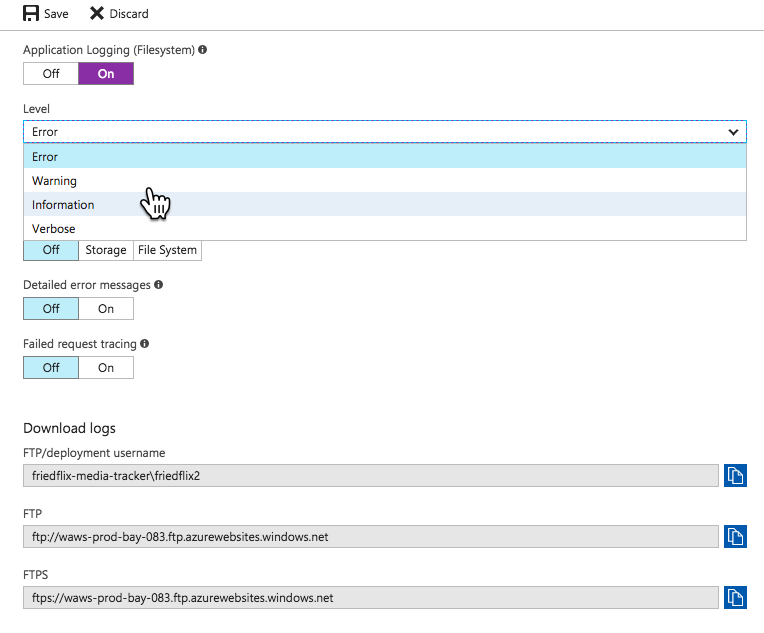 Save Discard
Application Logging (Filesystem)
Off On
Level
Error
Error
Warning
Information
Verbose
Off Storage File System
Detailed error messages
Off On
Failed request tracing
Off On
Download logs
FTP/deployment username
friedflix-media-tracker\friedflix2
FTP
ftp://waws-prod-bay-083.ftp.azurewebsites.windows.net
FTPS
ftps://waws-prod-bay-083.ftp.azurewebsites.windows.net